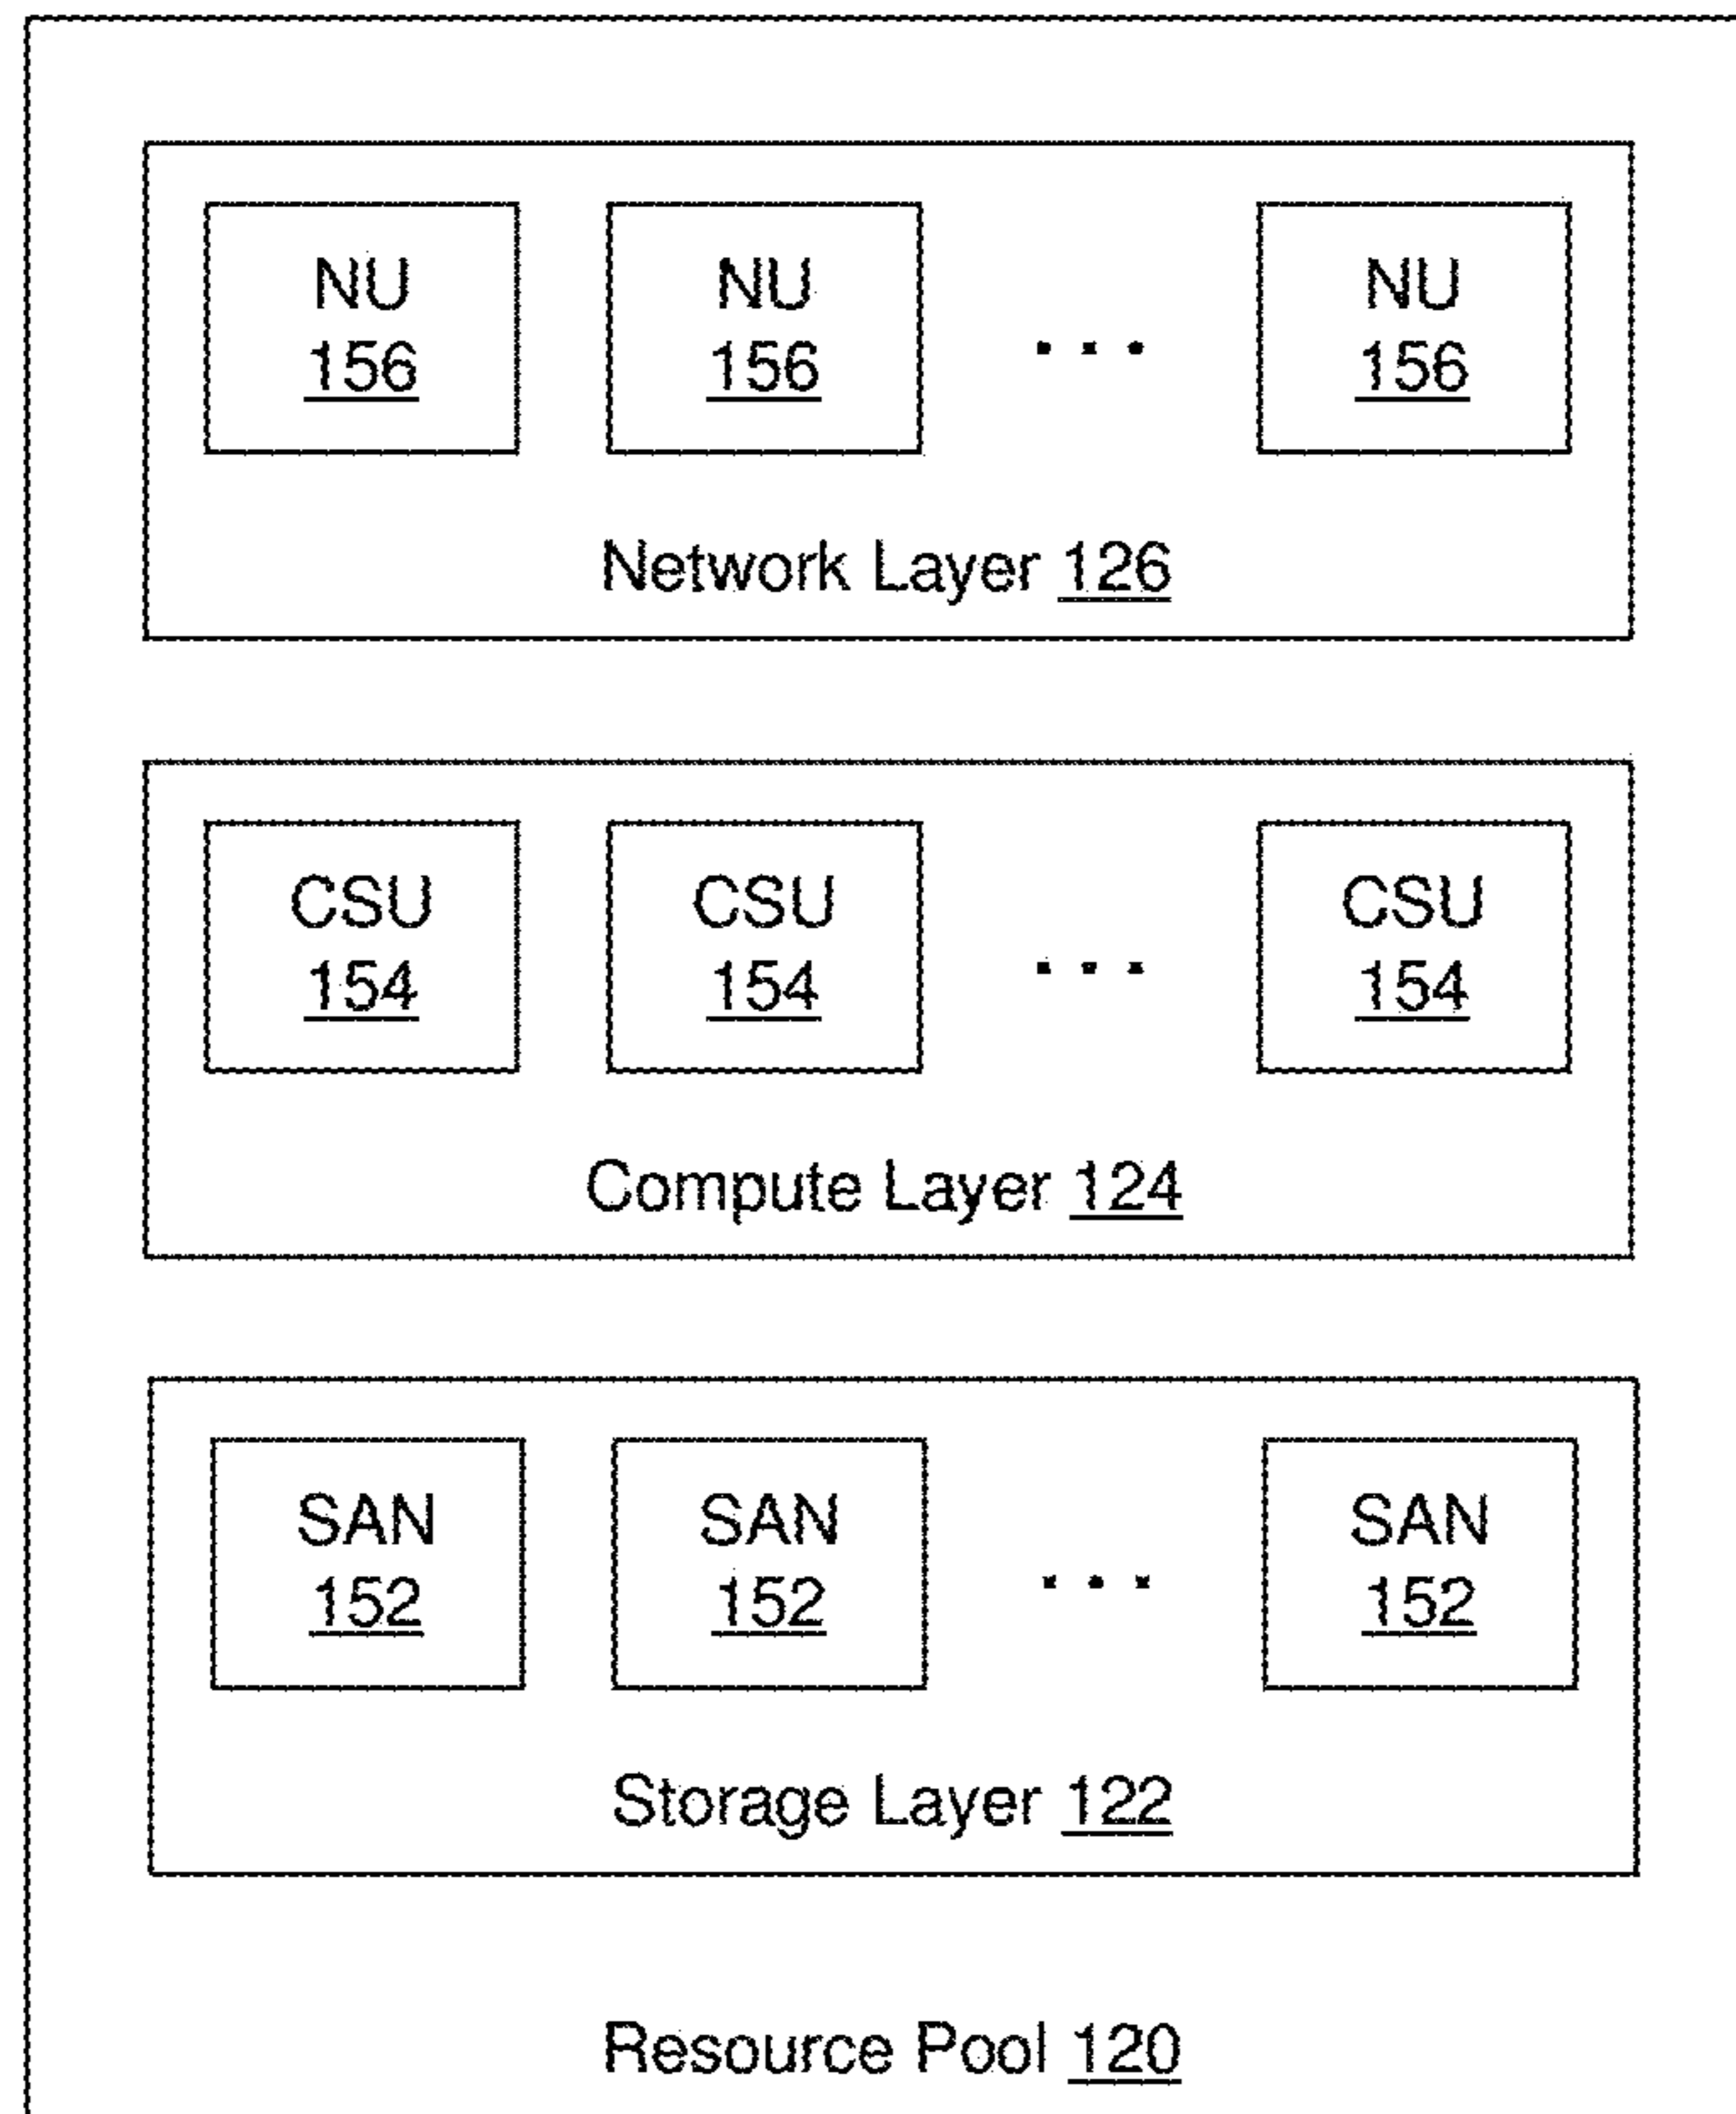 NU NU NU
156 156 ... 156
Network Layer 126
CSU CSU CSU
154 154 ... 154
Compute Layer 124
SAN SAN SAN
152 152 ... 152
Storage Layer 122
Resource Pool 120